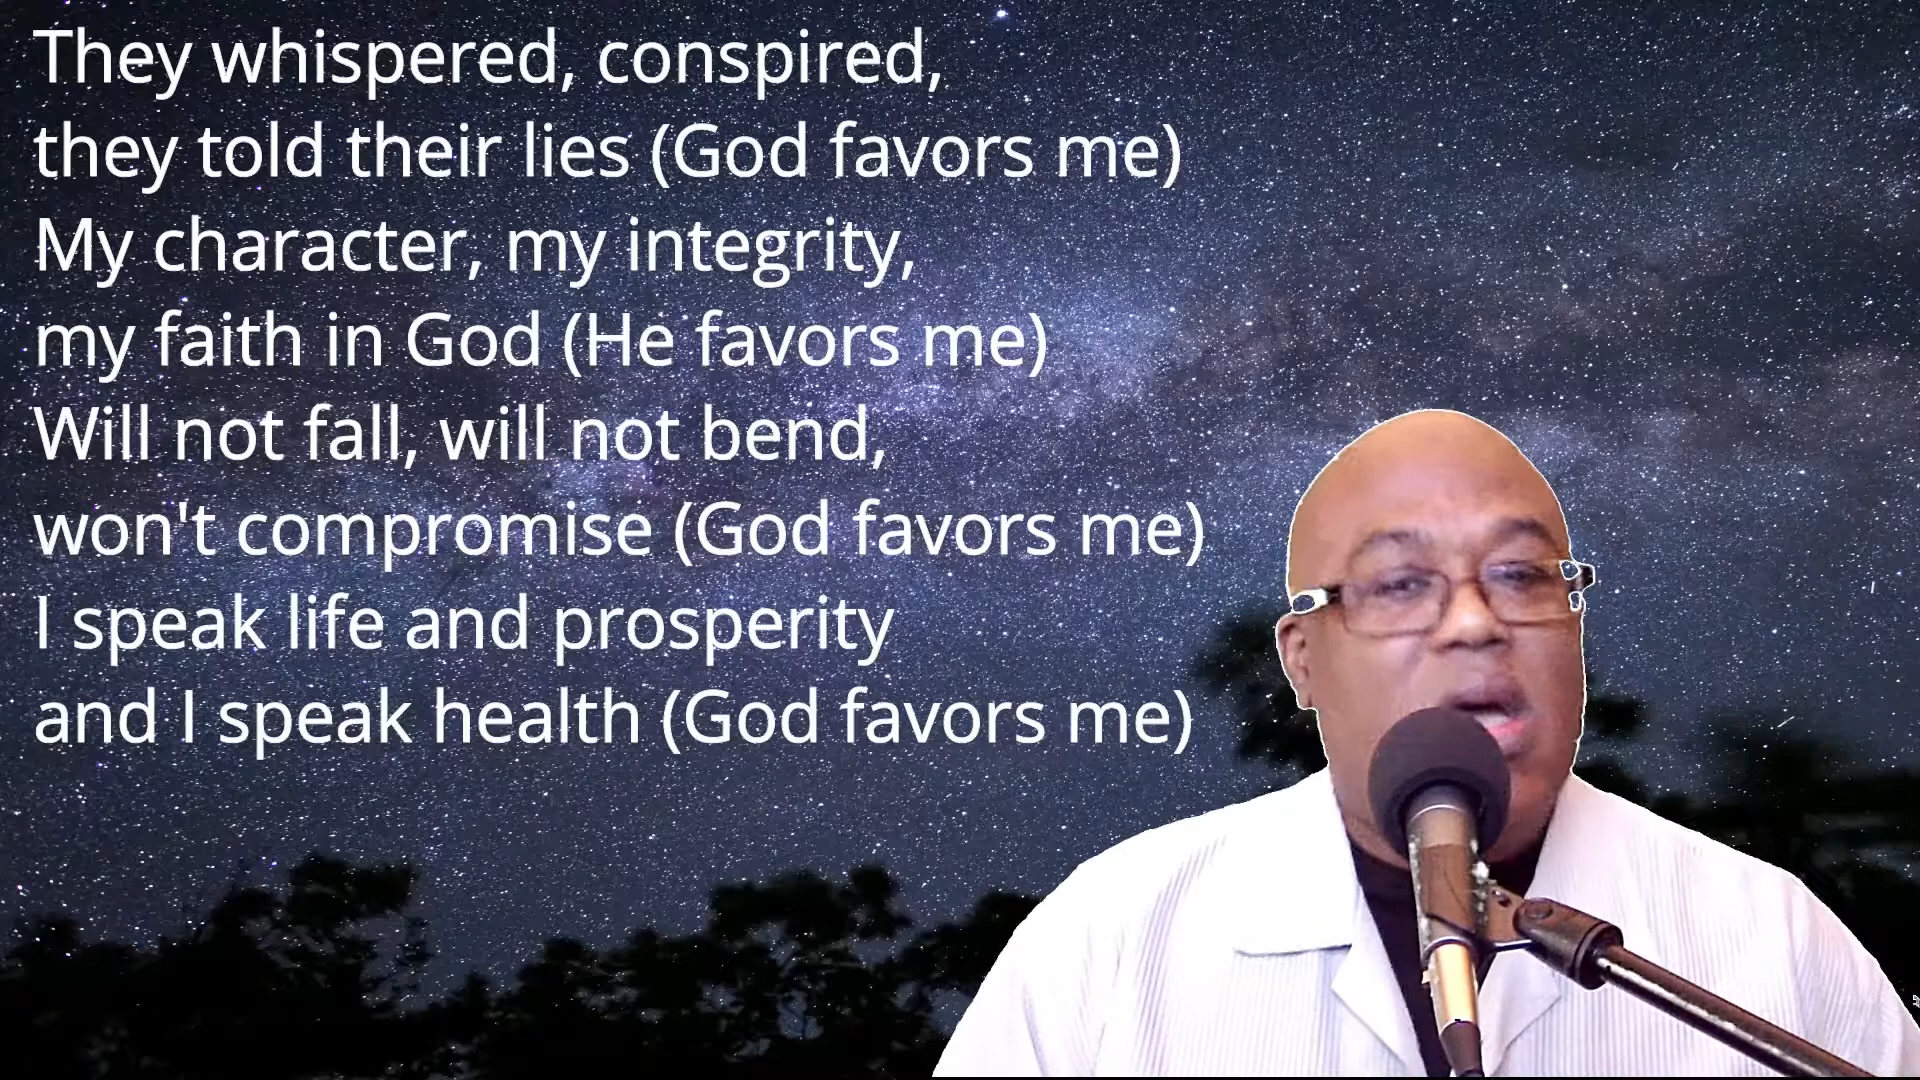 They whispered, conspired,
they told their lies (God favors me)
My character, my integrity,
my faith in God (He favors me)
Will not fall, will not bend,
won't compromise (God favors me)
I speak life and prosperity
and I speak health (God favors me)